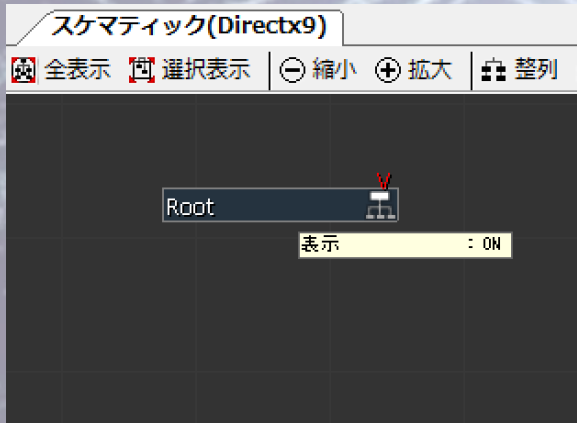 スケマティック(Directx9)
全表示 選択表示 縮小 拡大 整列
V
Root
表示 : ON